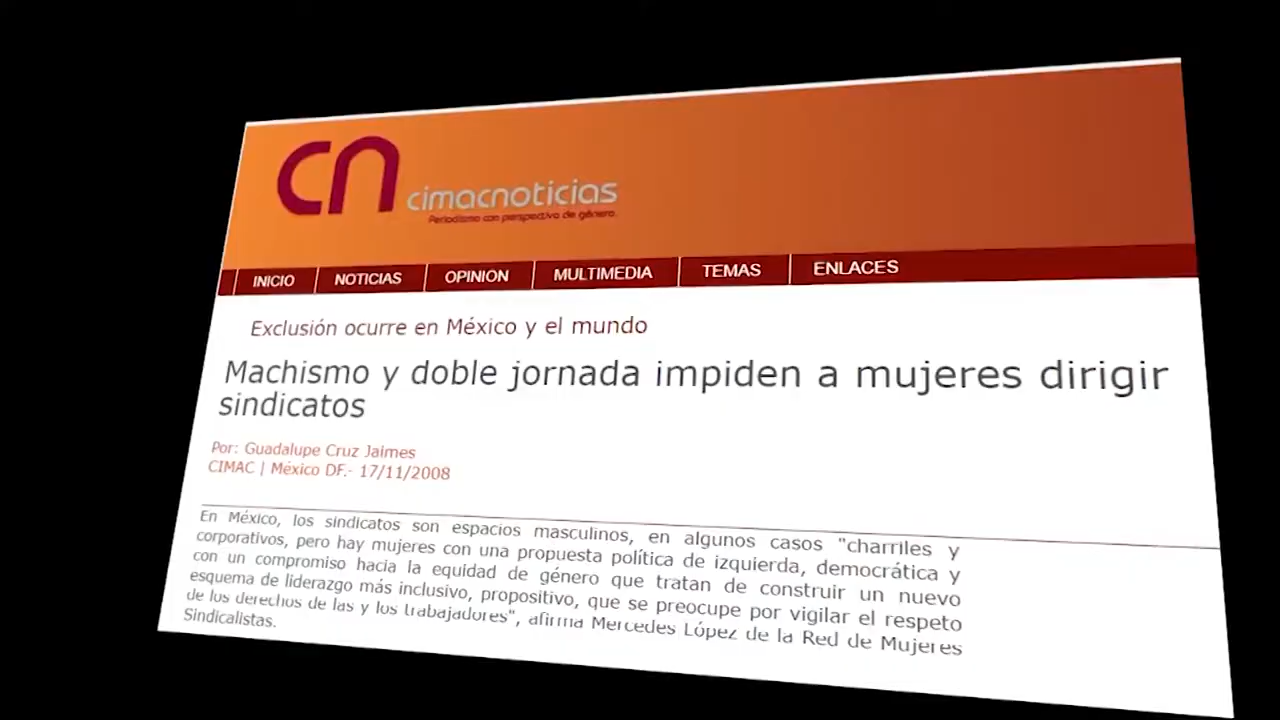 cn cimacnoticias
Periodismo con perspectiva de género
INICIO NOTICIAS OPINION MULTIMEDIA TEMAS ENLACES
Exclusión ocurre en México y el mundo
Machismo y doble jornada impiden a mujeres dirigir
sindicatos
Por: Guadalupe Cruz Jaimes
CIMAC | México DF.- 17/11/2008
En México, los sindicatos son espacios masculinos, en algunos casos "charriles y
corporativos, pero hay mujeres con una propuesta política de izquierda, democrática y
con un compromiso hacia la equidad de género que tratan de construir un nuevo
esquema de liderazgo más inclusivo, propositivo, que se preocupe por vigilar el respeto
de los derechos de las y los trabajadores", afirma Mercedes López de la Red de Mujeres
Sindicalistas.